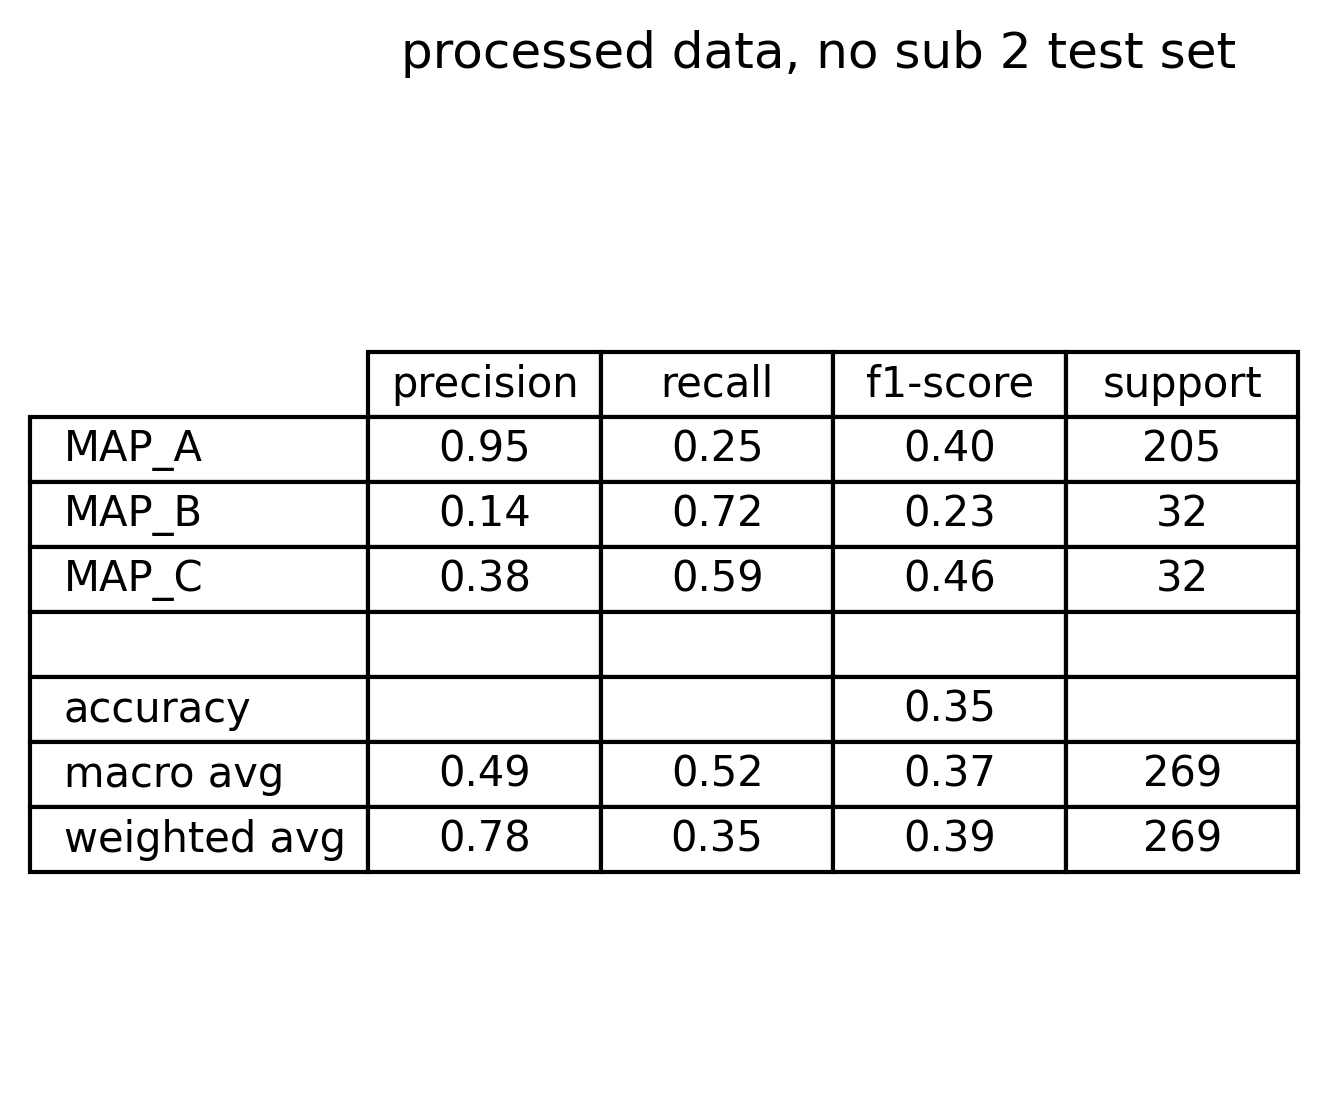 processed data, no sub 2 test set
precision recall f1-score support
MAP_A 0.95 0.25 0.40 205
MAP_B 0.14 0.72 0.23 32
MAP_C 0.38 0.59 0.46 32
accuracy 0.35
macro avg 0.49 0.52 0.37 269
weighted avg 0.78 0.35 0.39 269